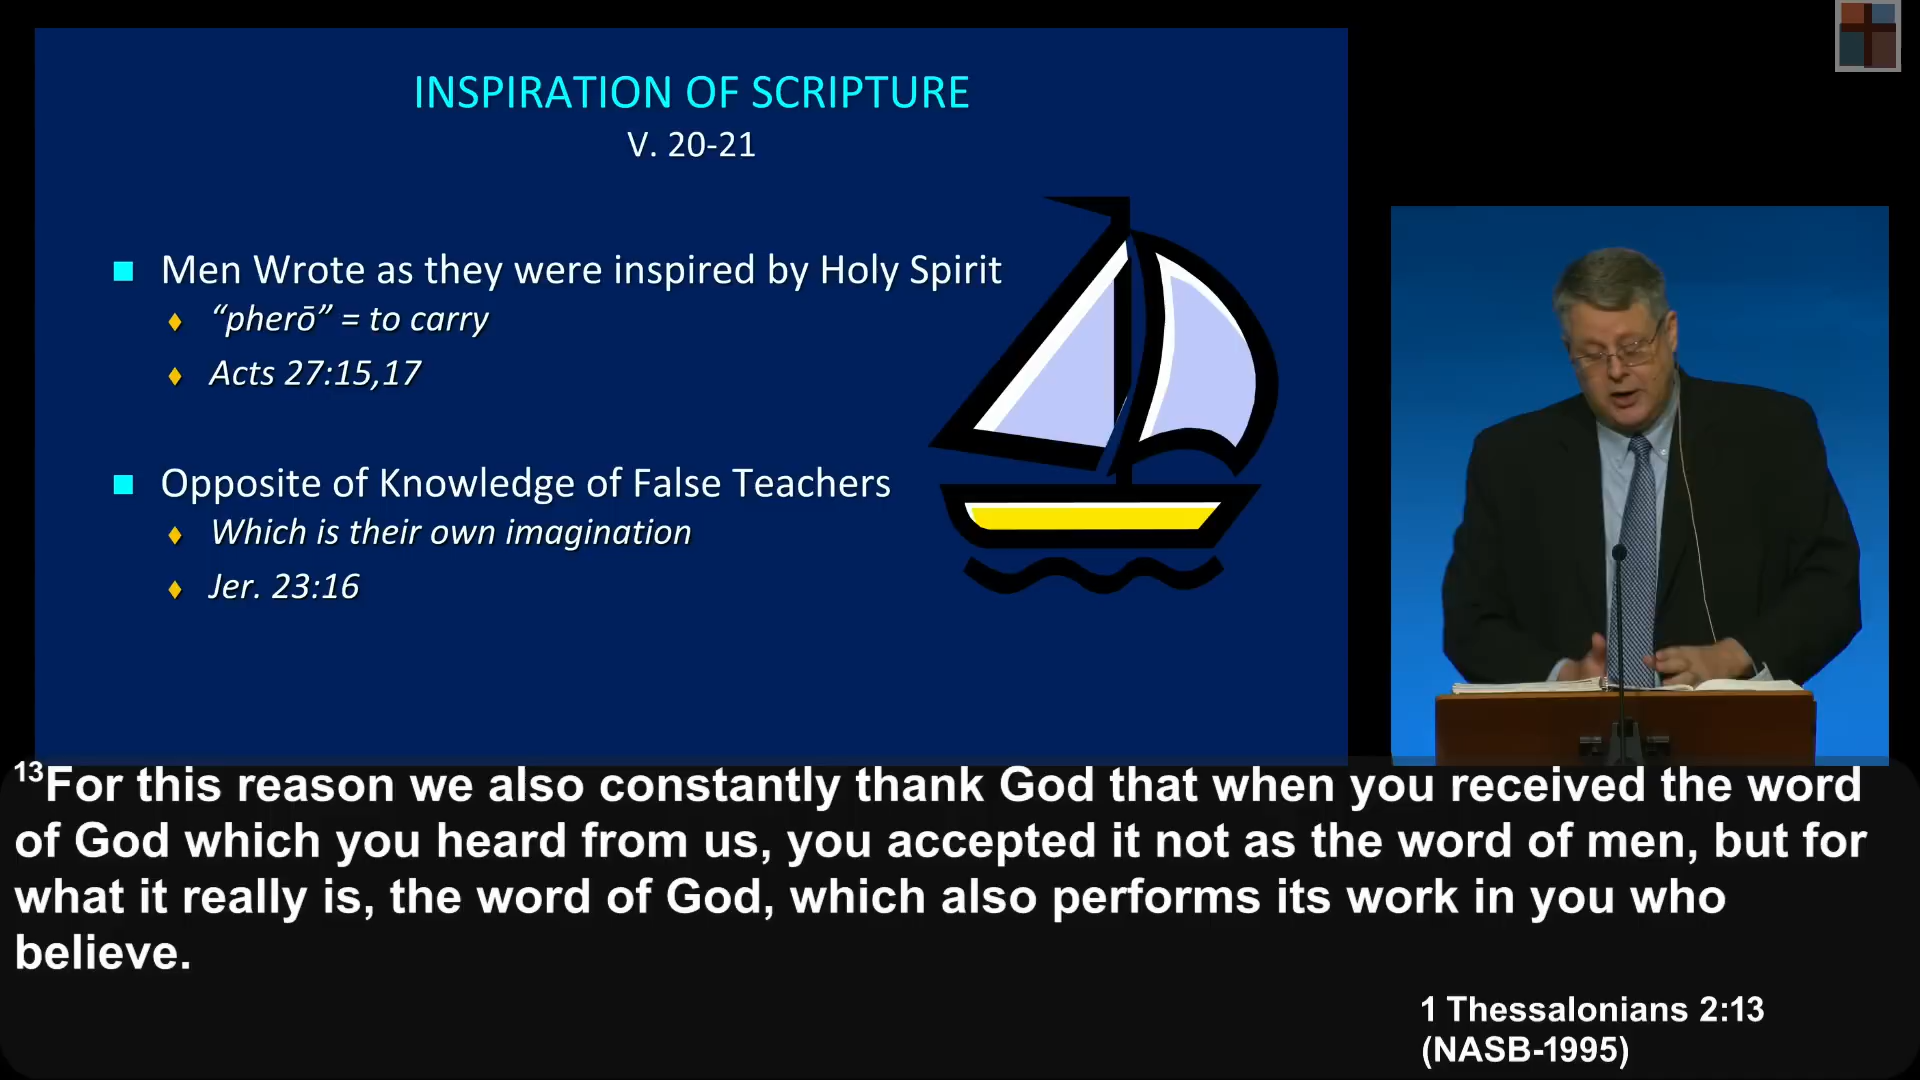 INSPIRATION OF SCRIPTURE
V. 20-21
Men Wrote as they were inspired by Holy Spirit
“pherō” = to carry
Acts 27:15,17
Opposite of Knowledge of False Teachers
Which is their own imagination
Jer. 23:16
13For this reason we also constantly thank God that when you received the word
of God which you heard from us, you accepted it not as the word of men, but for
what it really is, the word of God, which also performs its work in you who
believe.
1 Thessalonians 2:13
(NASB-1995)